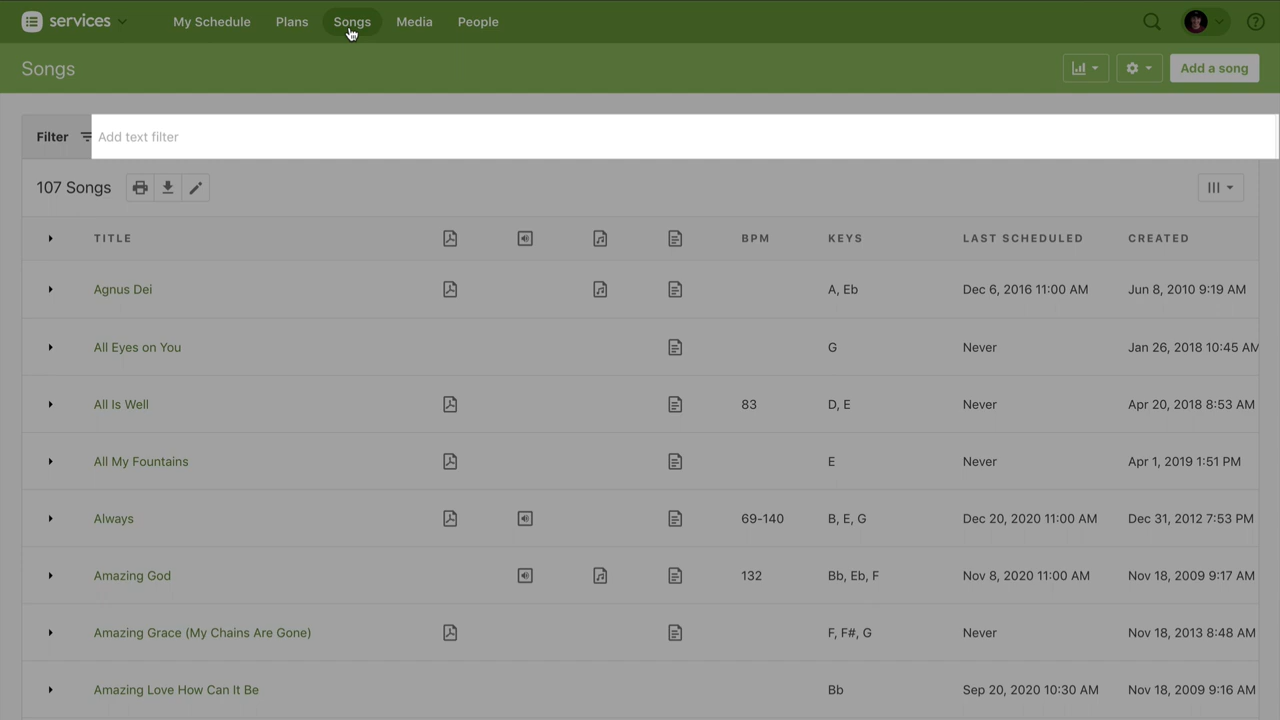 services My Schedule Plans Songs Media People
Songs Add a song
Filter Add text filter
107 Songs
TITLE BPM KEYS LAST SCHEDULED CREATED
Agnus Dei A, Eb Dec 6, 2016 11:00 AM Jun 8, 2010 9:19 AM
All Eyes on You G Never Jan 26, 2018 10:45 AM
All Is Well 83 D, E Never Apr 20, 2018 8:53 AM
All My Fountains E Never Apr 1, 2019 1:51 PM
Always 69-140 B, E, G Dec 20, 2020 11:00 AM Dec 31, 2012 7:53 PM
Amazing God 132 Bb, Eb, F Nov 8, 2020 11:00 AM Nov 18, 2009 9:17 AM
Amazing Grace (My Chains Are Gone) F, F#, G Never Nov 18, 2013 8:48 AM
Amazing Love How Can It Be Bb Sep 20, 2020 10:30 AM Nov 18, 2009 9:16 AM